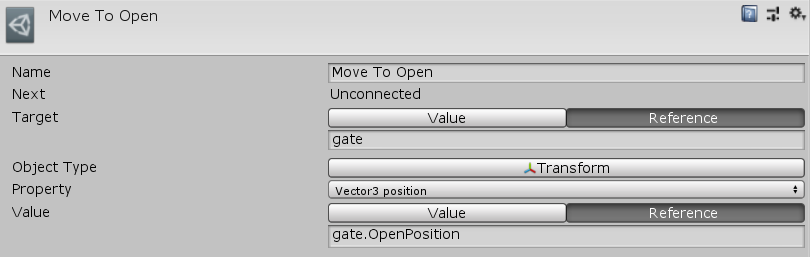 Move To Open
Name Move To Open
Next Unconnected
Target Value Reference
gate
Object Type Transform
Property Vector3 position
Value Value Reference
gate.OpenPosition